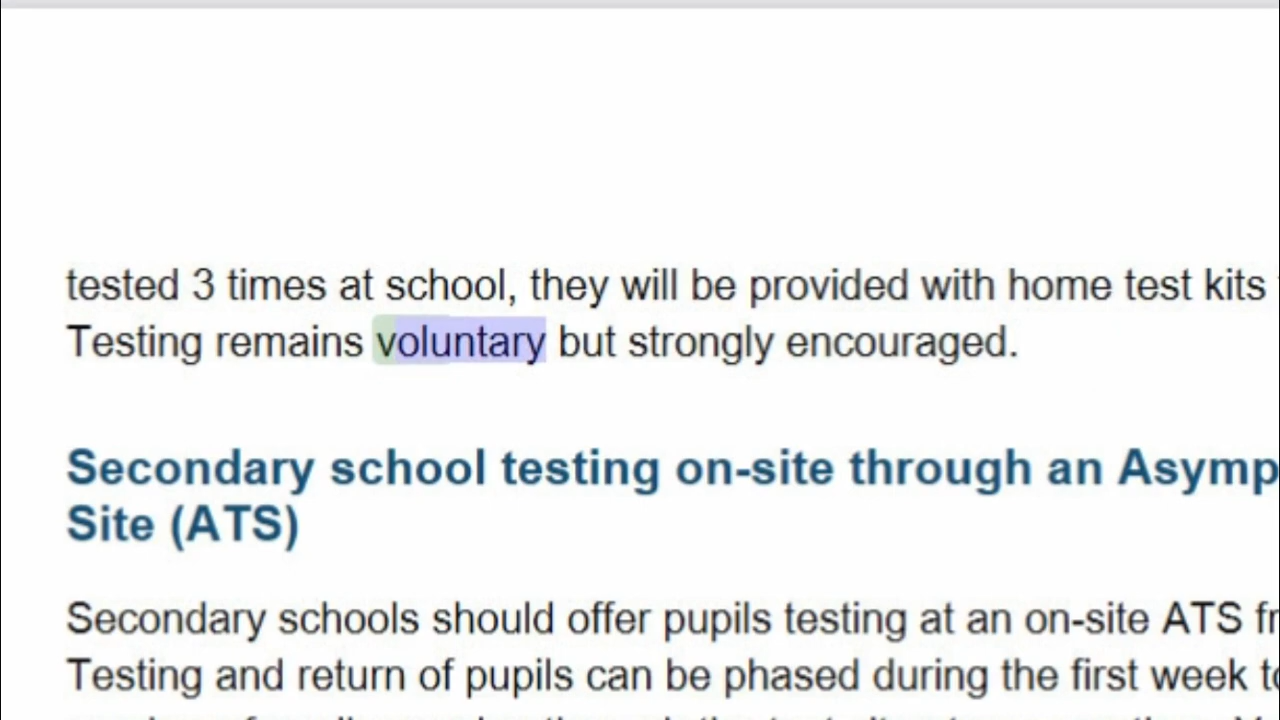 tested 3 times at school, they will be provided with home test kits
Testing remains voluntary but strongly encouraged.
Secondary school testing on-site through an Asymp
Site (ATS)
Secondary schools should offer pupils testing at an on-site ATS fr
Testing and return of pupils can be phased during the first week to